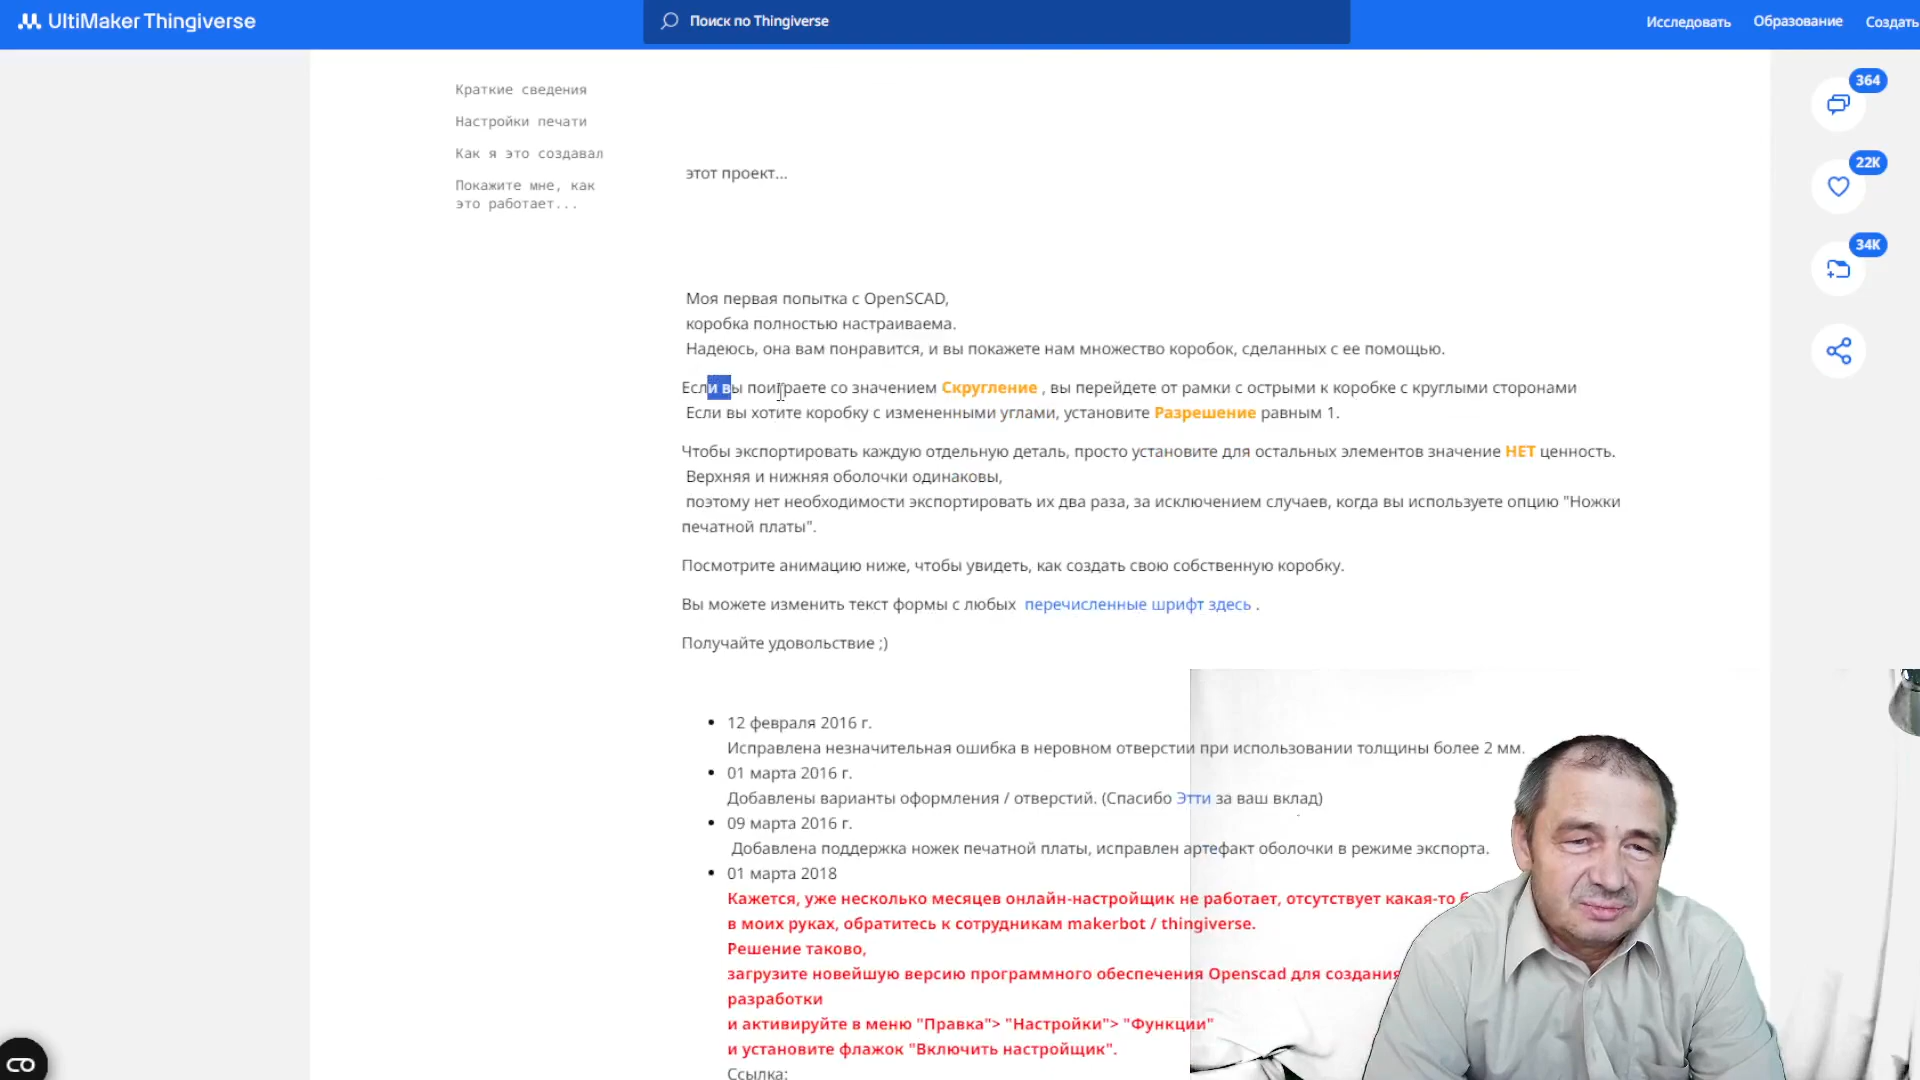 UltiMaker Thingiverse
Поиск по Thingiverse
Исследовать
Образование
Создать
Краткие сведения
Настройки печати
Как я это создавал
Покажите мне, как
это работает...
364
22K
34K
этот проект...
Моя первая попытка с OpenSCAD,
коробка полностью настраиваема.
Надеюсь, она вам понравится, и вы покажете нам множество коробок, сделанных с ее помощью.
Если вы поиграете со значением Скругление , вы перейдете от рамки с острыми к коробке с круглыми сторонами
Если вы хотите коробку с измененными углами, установите Разрешение равным 1.
Чтобы экспортировать каждую отдельную деталь, просто установите для остальных элементов значение НЕТ ценность.
Верхняя и нижняя оболочки одинаковы,
поэтому нет необходимости экспортировать их два раза, за исключением случаев, когда вы используете опцию "Ножки
печатной платы".
Посмотрите анимацию ниже, чтобы увидеть, как создать свою собственную коробку.
Вы можете изменить текст формы с любых перечисленные шрифт здесь .
Получайте удовольствие ;)
• 12 февраля 2016 г.
Исправлена незначительная ошибка в неровном отверстии при использовании толщины более 2 мм.
• 01 марта 2016 г.
Добавлены варианты оформления / отверстий. (Спасибо Этти за ваш вклад)
• 09 марта 2016 г.
Добавлена поддержка ножек печатной платы, исправлен артефакт оболочки в режиме экспорта.
• 01 марта 2018
Кажется, уже несколько месяцев онлайн-настройщик не работает, отсутствует какая-то
в моих руках, обратитесь к сотрудникам makerbot / thingiverse.
Решение таково,
загрузите новейшую версию программного обеспечения Openscad для создания
разработки
и активируйте в меню "Правка"> "Настройки"> "Функции"
и установите флажок "Включить настройщик".
Ссылка: